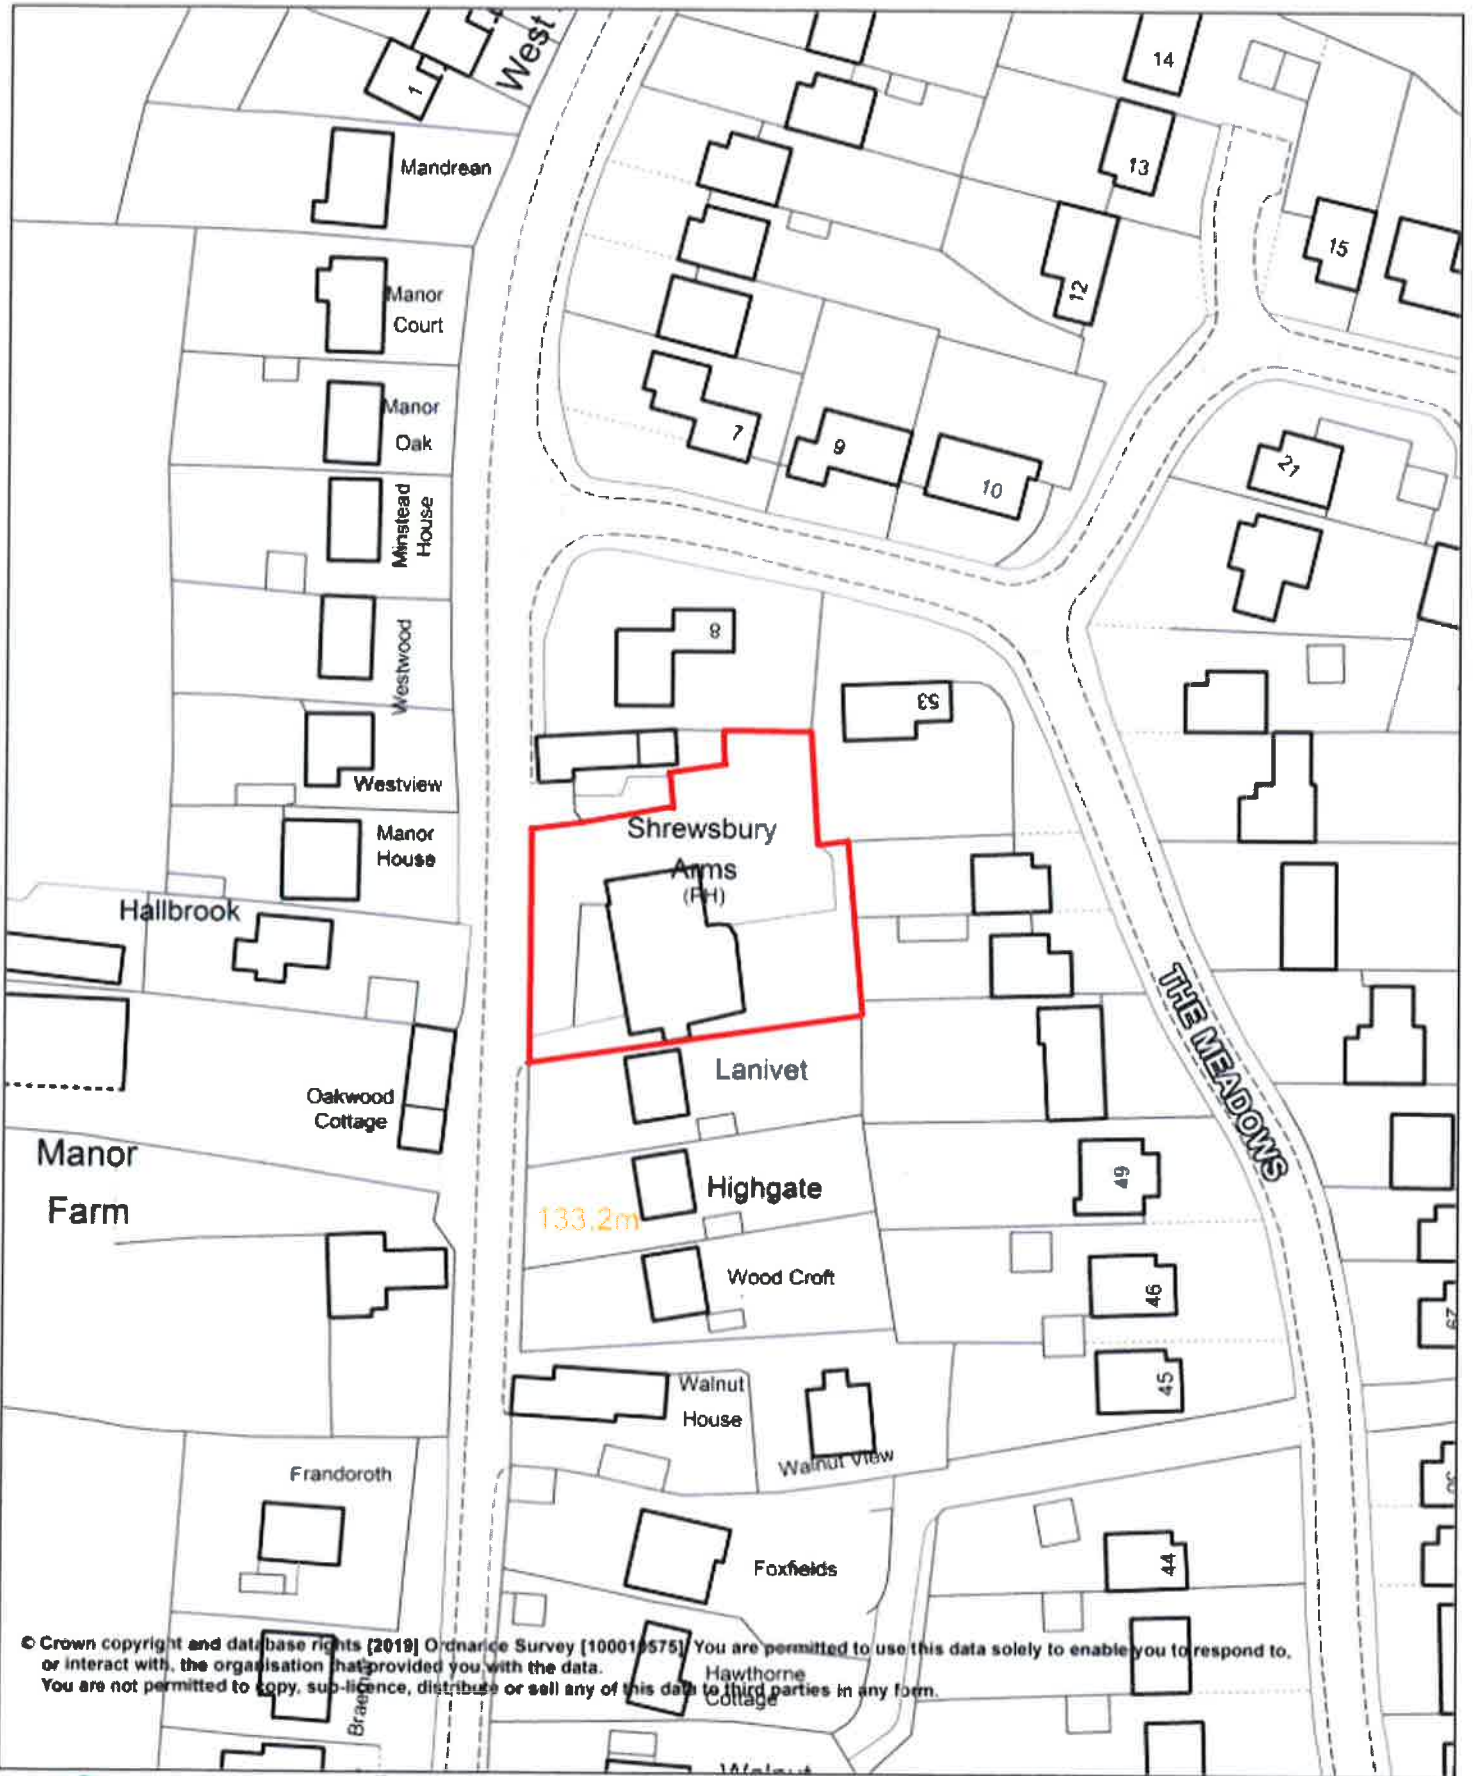 West
1
14
Mandrean
13
15
Manor
Court
12
Manor
Oak
7
9
10
21
Minstead
House
8
Westwood
53
Westview
Manor
House
Shrewsbury
Arms
(PH)
Hallbrook
THE MEADOWS
Lanivet
Oakwood
Cottage
Manor
Farm
49
Highgate
133.2m
Wood Croft
46
29
Walnut
House
45
Walnut View
Frandoroth
30
Foxfields
44
© Crown copyright and database rights [2019] Ordnance Survey [100019575] You are permitted to use this data solely to enable you to respond to,
or interact with, the organisation that provided you with the data.
You are not permitted to copy, sub-licence, distribute or sell any of this data to third parties in any form.
Hawthorne
Cottage
Walnut